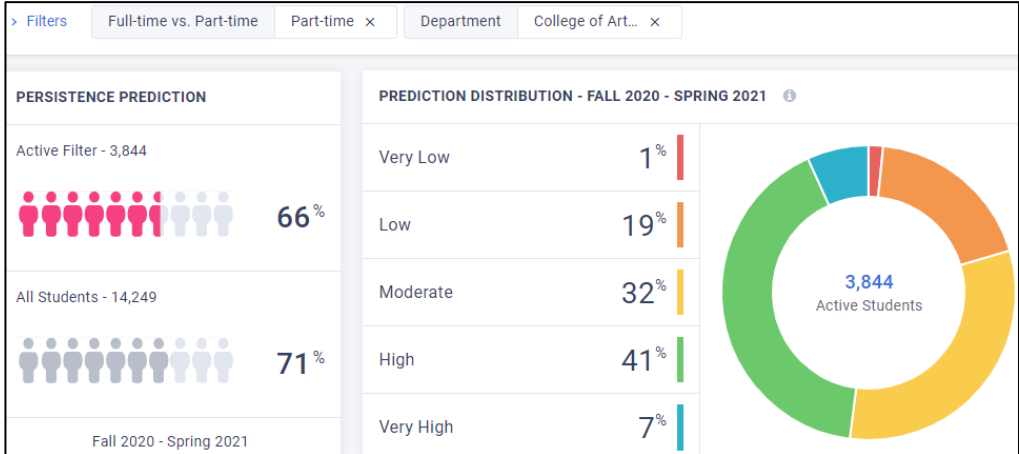 › Filters Full-time vs. Part-time Part-time × Department College of Art... ×
PERSISTENCE PREDICTION
Active Filter - 3,844
66%
All Students - 14,249
71%
Fall 2020 - Spring 2021
PREDICTION DISTRIBUTION - FALL 2020 - SPRING 2021
Very Low 1%
Low 19%
Moderate 32%
High 41%
Very High 7%
3,844
Active Students